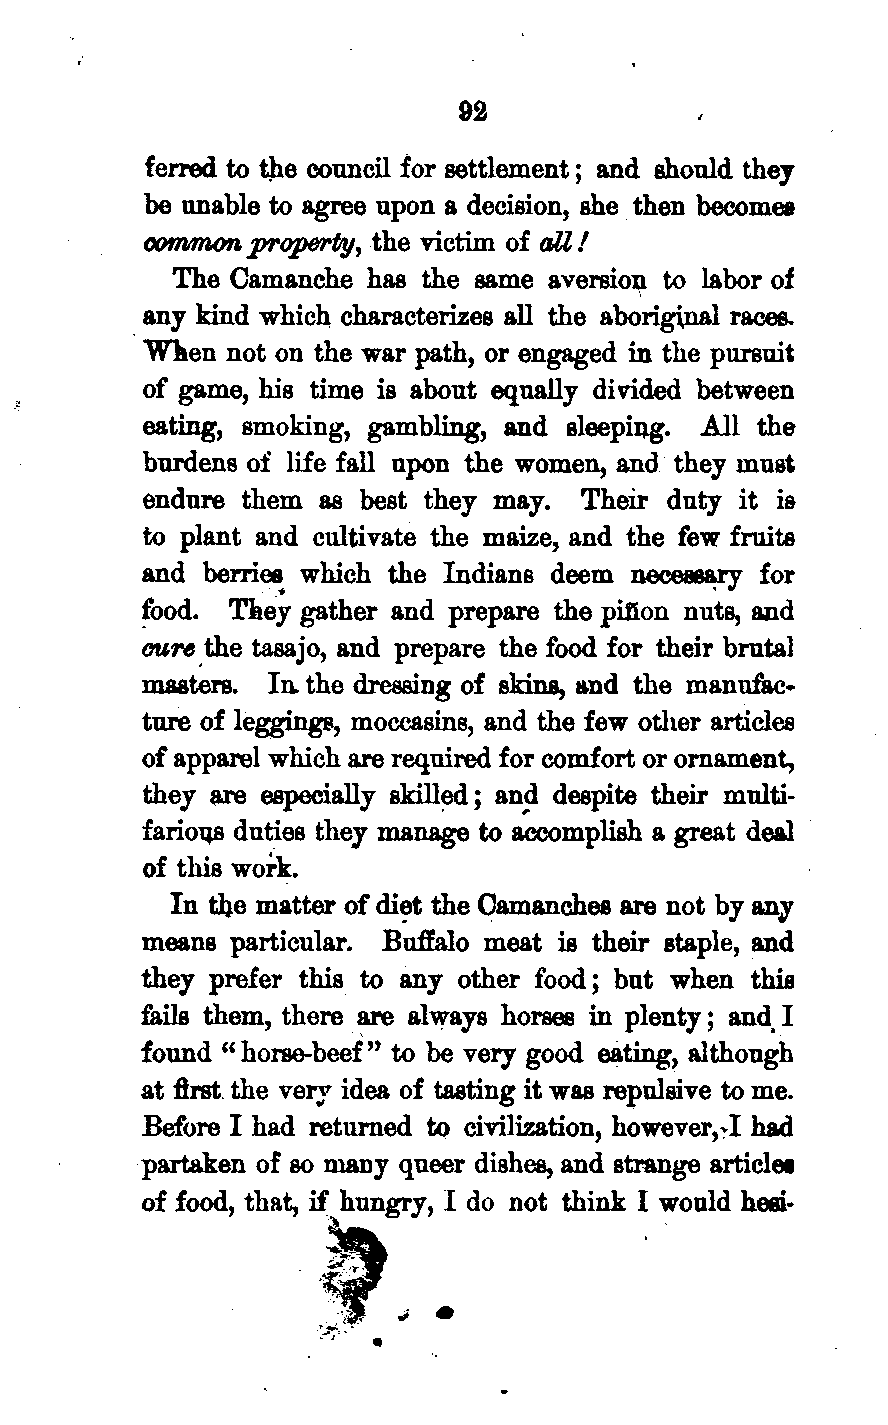 92
ferred to the council for settlement; and should they
be unable to agree upon a decision, she then becomes
common property, the victim of all!
The Camanche has the same aversion to labor of
any kind which characterizes all the aboriginal races.
When not on the war path, or engaged in the pursuit
of game, his time is about equally divided between
eating, smoking, gambling, and sleeping. All the
burdens of life fall upon the women, and they must
endure them as best they may. Their duty it is
to plant and cultivate the maize, and the few fruits
and berries which the Indians deem necessary for
food. They gather and prepare the piñon nuts, and
cure the tasajo, and prepare the food for their brutal
masters. In the dressing of skins, and the manufac-
ture of leggings, moccasins, and the few other articles
of apparel which are required for comfort or ornament,
they are especially skilled; and despite their multi-
farious duties they manage to accomplish a great deal
of this work.
In the matter of diet the Camanches are not by any
means particular. Buffalo meat is their staple, and
they prefer this to any other food; but when this
fails them, there are always horses in plenty; and I
found "horse-beef" to be very good eating, although
at first the very idea of tasting it was repulsive to me.
Before I had returned to civilization, however, I had
partaken of so many queer dishes, and strange articles
of food, that, if hungry, I do not think I would hesi-